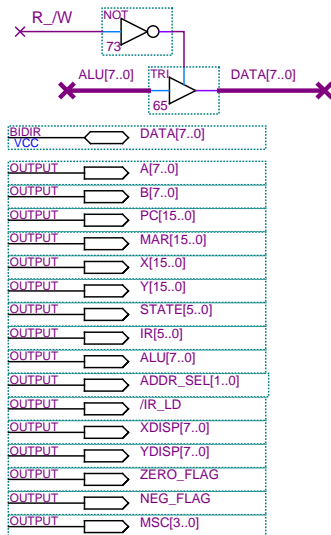 R_/W
NOT
73
ALU[7..0]
TRI
DATA[7..0]
65
BIDIR
VCC
DATA[7..0]
OUTPUT
A[7..0]
OUTPUT
B[7..0]
OUTPUT
PC[15..0]
OUTPUT
MAR[15..0]
OUTPUT
X[15..0]
OUTPUT
Y[15..0]
OUTPUT
STATE[5..0]
OUTPUT
IR[5..0]
OUTPUT
ALU[7..0]
OUTPUT
ADDR_SEL[1..0]
OUTPUT
/IR_LD
OUTPUT
XDISP[7..0]
OUTPUT
YDISP[7..0]
OUTPUT
ZERO_FLAG
OUTPUT
NEG_FLAG
OUTPUT
MSC[3..0]